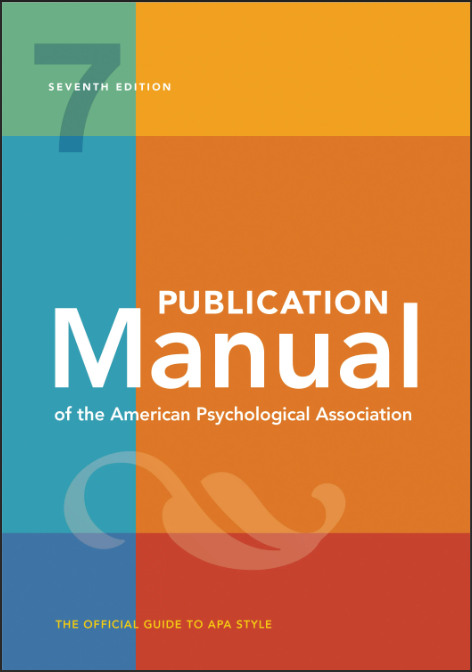 7
SEVENTH EDITION
PUBLICATION
Manual
of the American Psychological Association
THE OFFICIAL GUIDE TO APA STYLE